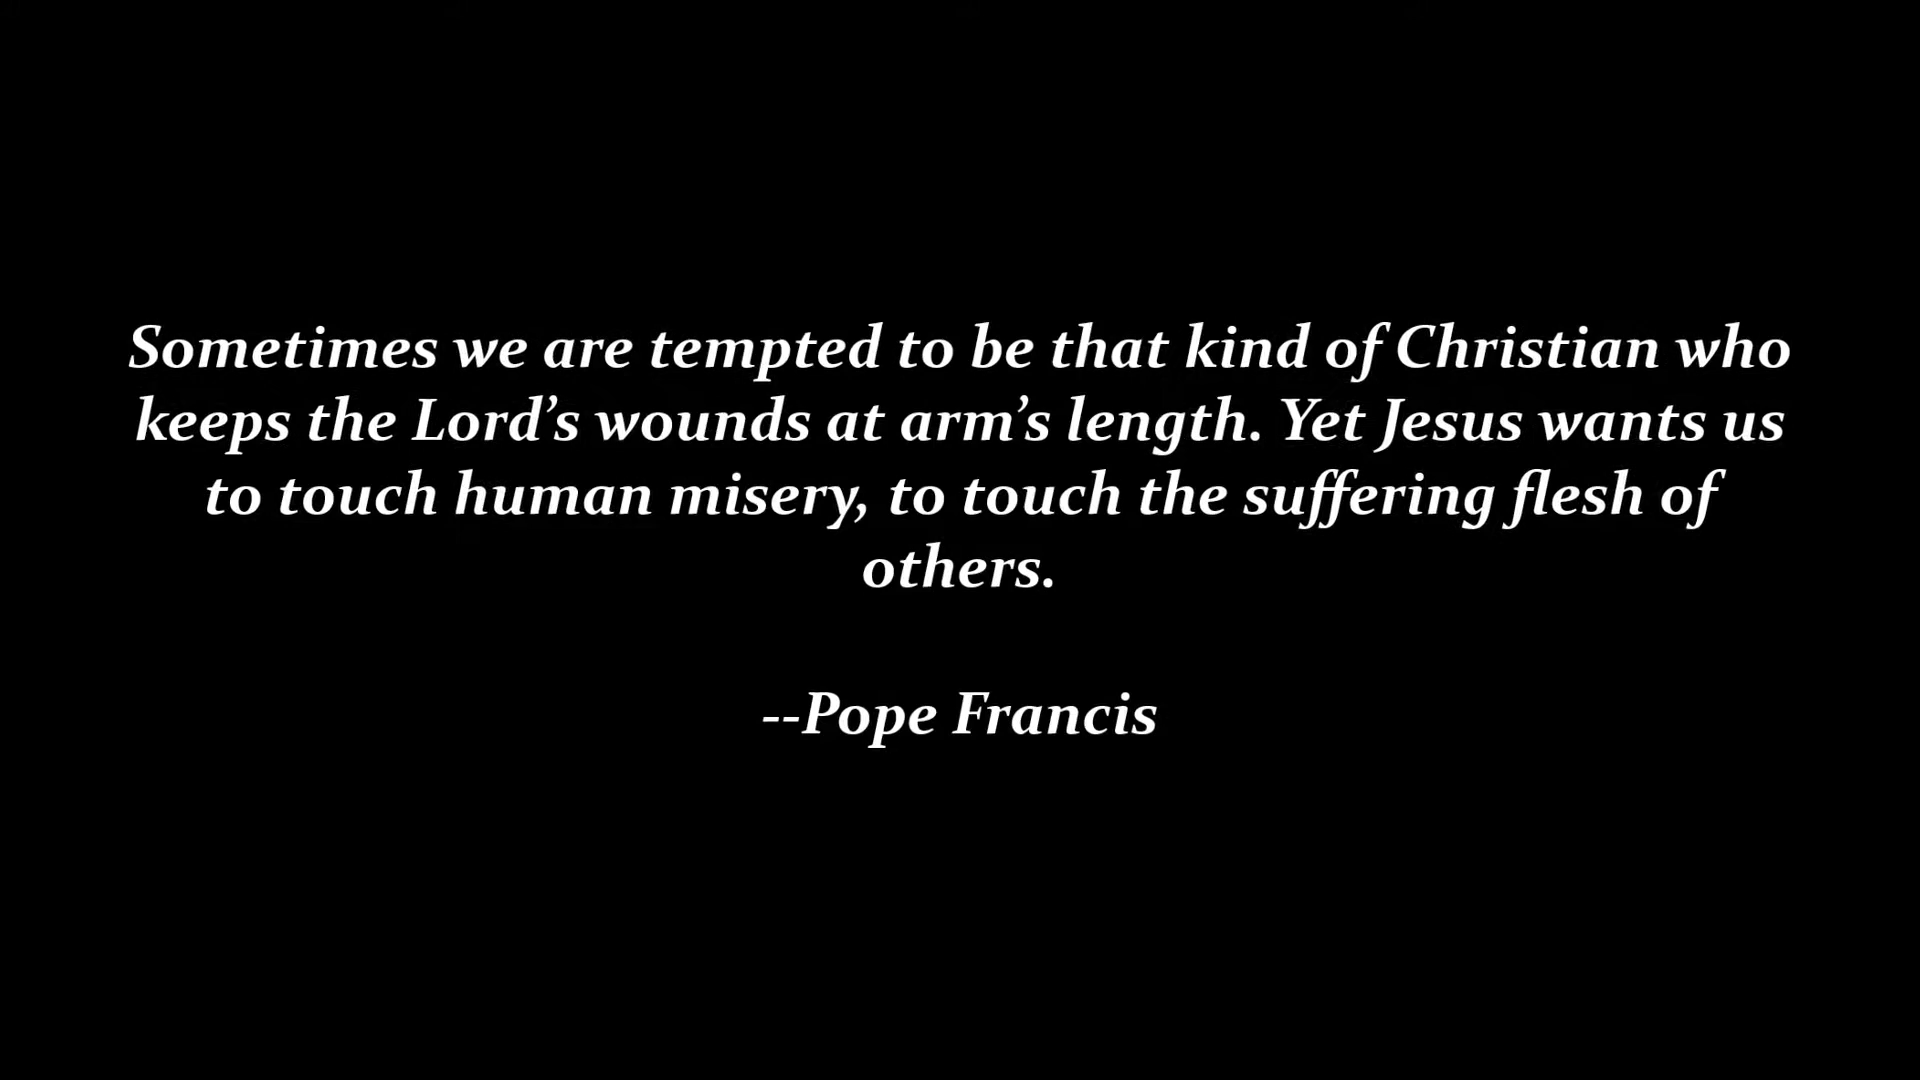 Sometimes we are tempted to be that kind of Christian who
keeps the Lord’s wounds at arm’s length. Yet Jesus wants us
to touch human misery, to touch the suffering flesh of
others.
--Pope Francis